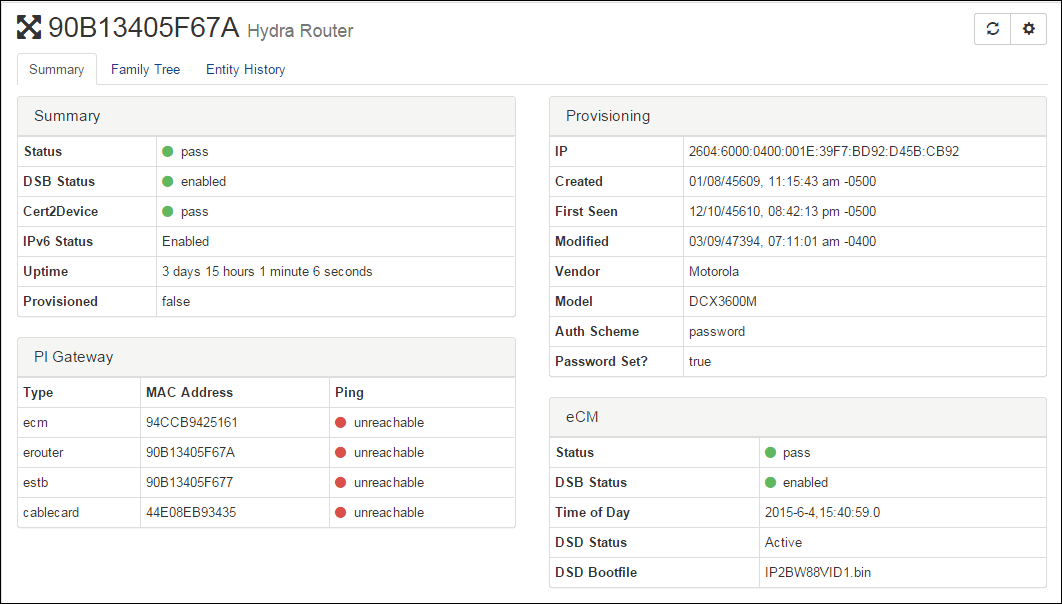 90B13405F67A Hydra Router
Summary Family Tree Entity History
Summary
Status pass
DSB Status enabled
Cert2Device pass
IPv6 Status Enabled
Uptime 3 days 15 hours 1 minute 6 seconds
Provisioned false
PI Gateway
Type MAC Address Ping
ecm 94CCB9425161 unreachable
erouter 90B13405F67A unreachable
estb 90B13405F677 unreachable
cablecard 44E08EB93435 unreachable
Provisioning
IP 2604:6000:0400:001E:39F7:BD92:D45B:CB92
Created 01/08/45609, 11:15:43 am -0500
First Seen 12/10/45610, 08:42:13 pm -0500
Modified 03/09/47394, 07:11:01 am -0400
Vendor Motorola
Model DCX3600M
Auth Scheme password
Password Set? true
eCM
Status pass
DSB Status enabled
Time of Day 2015-6-4,15:40:59.0
DSD Status Active
DSD Bootfile IP2BW88VID1.bin